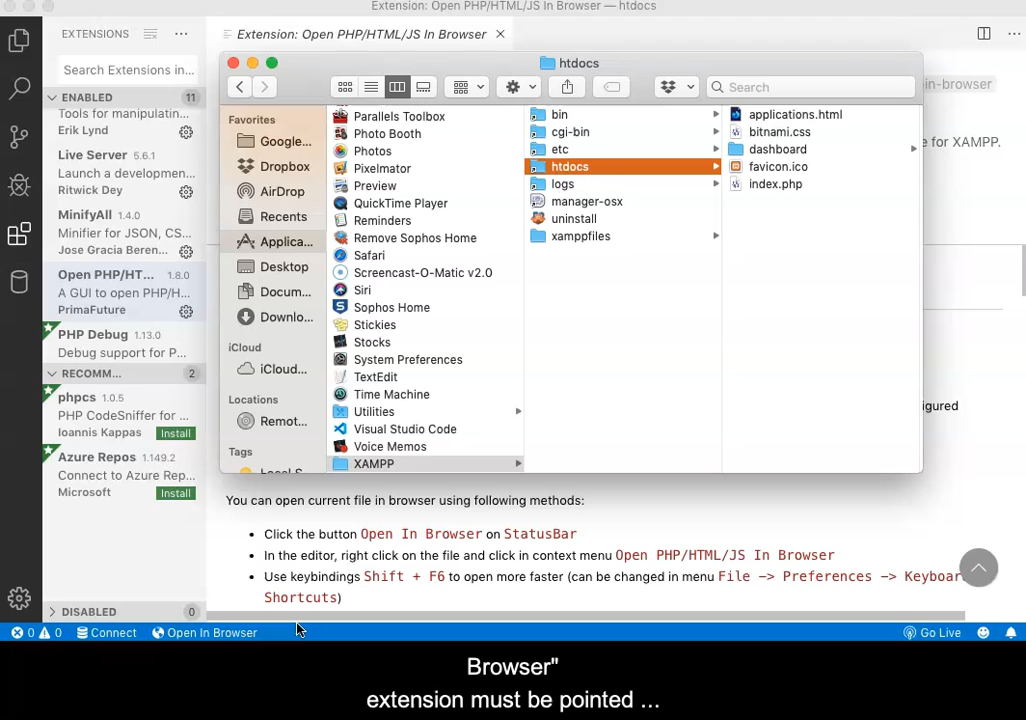 Extension: Open PHP/HTML/JS In Browser — htdocs
EXTENSIONS
Search Extensions in...
ENABLED 11
Tools for manipulatin...
Erik Lynd
Live Server 5.6.1
Launch a developmen...
Ritwick Dey
MinifyAll 1.4.0
Minifier for JSON, CS...
Jose Gracia Beren...
Open PHP/HT... 1.8.0
A GUI to open PHP/H...
PrimaFuture
PHP Debug 1.13.0
Debug support for P...
RECOMM... 2
phpcs 1.0.5
PHP CodeSniffer for ...
Ioannis Kappas Install
Azure Repos 1.149.2
Connect to Azure Rep...
Microsoft Install
DISABLED 0
Extension: Open PHP/HTML/JS In Browser
htdocs
Search
Favorites
Google...
Dropbox
AirDrop
Recents
Applica...
Desktop
Docum...
Downlo...
iCloud
iCloud...
Locations
Remot...
Tags
Parallels Toolbox
Photo Booth
Photos
Pixelmator
Preview
QuickTime Player
Reminders
Remove Sophos Home
Safari
Screencast-O-Matic v2.0
Siri
Sophos Home
Stickies
Stocks
System Preferences
TextEdit
Time Machine
Utilities
Visual Studio Code
Voice Memos
XAMPP
bin
cgi-bin
etc
htdocs
logs
manager-osx
uninstall
xamppfiles
applications.html
bitnami.css
dashboard
favicon.ico
index.php
in-browser
e for XAMPP.
igured
You can open current file in browser using following methods:
• Click the button Open In Browser on StatusBar
• In the editor, right click on the file and click in context menu Open PHP/HTML/JS In Browser
• Use keybindings Shift + F6 to open more faster (can be changed in menu File -> Preferences -> Keyboar
Shortcuts)
0 0 Connect Open In Browser Go Live
Browser"
extension must be pointed ...